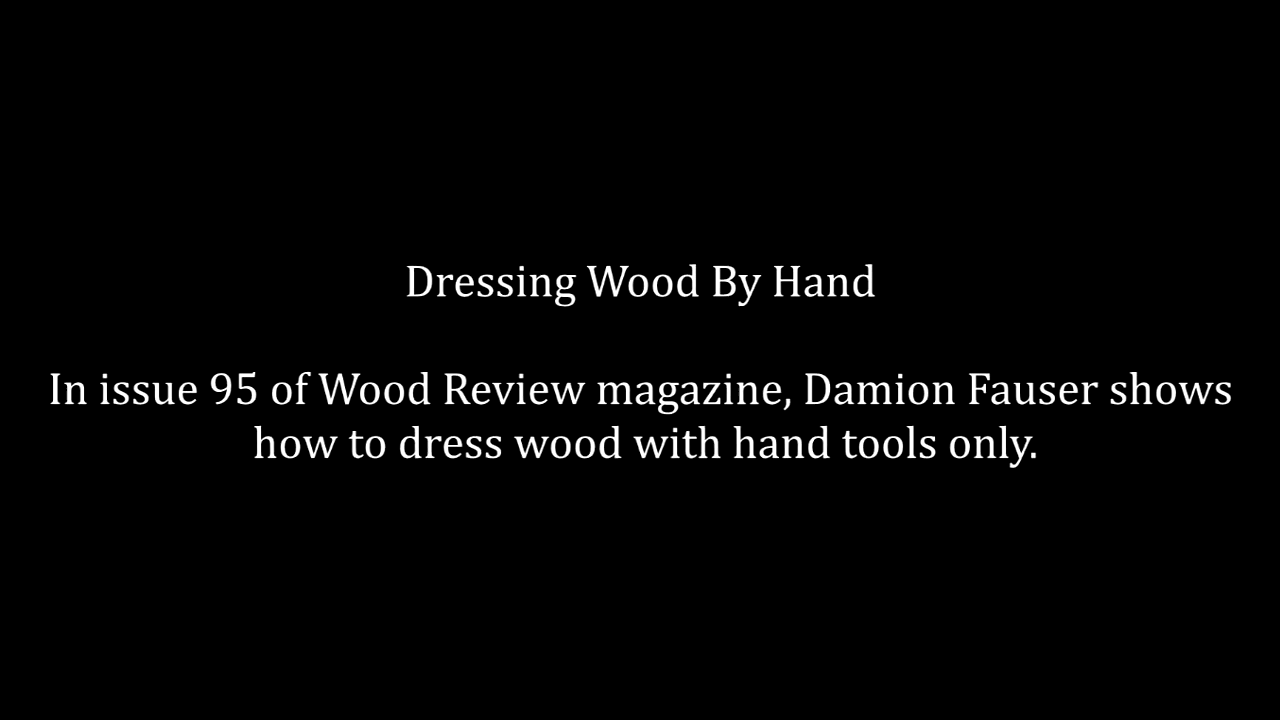 Dressing Wood By Hand
In issue 95 of Wood Review magazine, Damion Fauser shows
how to dress wood with hand tools only.